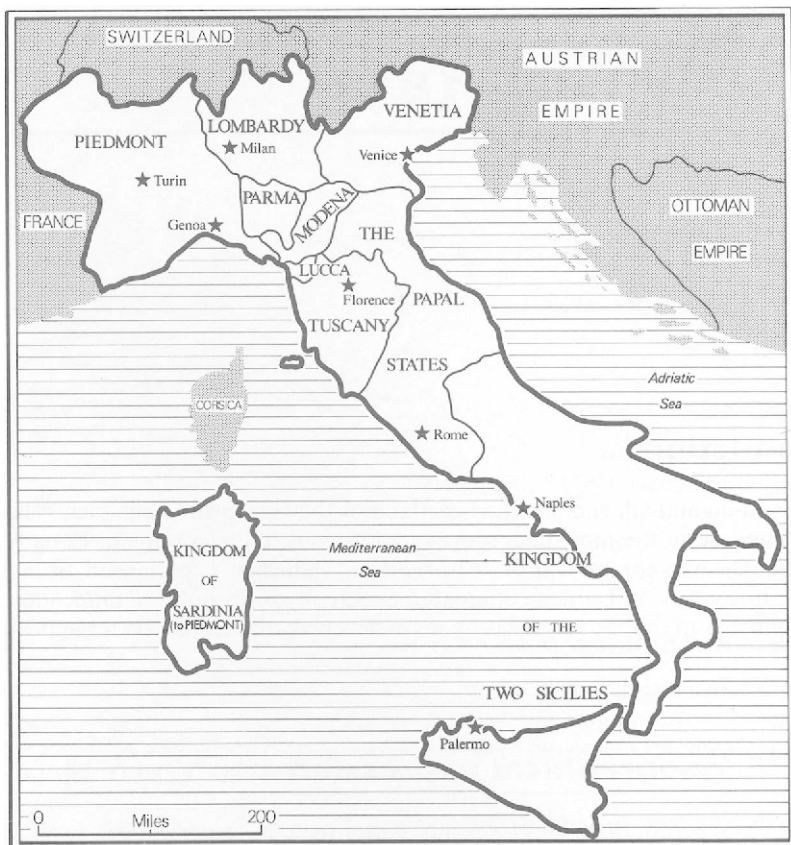 SWITZERLAND
AUSTRIAN
EMPIRE
VENETIA
LOMBARDY
PIEDMONT
Milan
Venice
Turin
PARMA
MODENA
OTTOMAN
EMPIRE
FRANCE
Genoa
THE
LUCCA
Florence
PAPAL
TUSCANY
STATES
Adriatic
Sea
CORSICA
Rome
Naples
Mediterranean
Sea
KINGDOM
OF
SARDINIA
(to PIEDMONT)
KINGDOM
OF THE
TWO SICILIES
Palermo
0
Miles
200